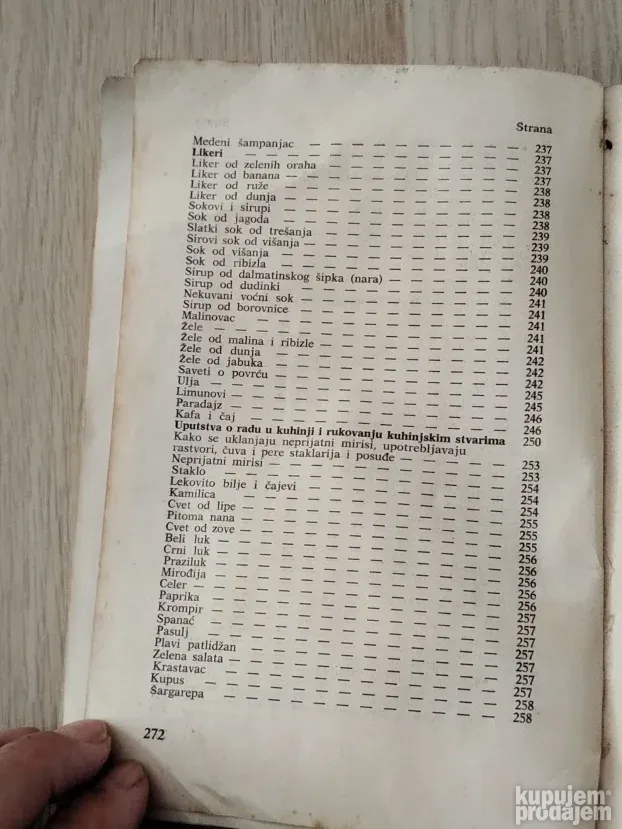 Strana
Medeni šampanjac — 237
Likeri — 237
Liker od zelenih oraha — 237
Liker od banana — 237
Liker od ruže — 238
Liker od dunja — 238
Sokovi i sirupi — 238
Sok od jagoda — 238
Slatki sok od trešanja — 239
Sirovi sok od višanja — 239
Sok od višanja — 239
Sok od ribizla — 240
Sirup od dalmatinskog šipka (nara) — 240
Sirup od dudinki — 240
Nekuvani voćni sok — 241
Sirup od borovnice — 241
Malinovac — 241
Žele — 241
Žele od malina i ribizle — 241
Žele od dunja — 242
Žele od jabuka — 242
Saveti o povrću — 242
Ulja — 245
Limunovi — 245
Paradajz — 246
Kafa i čaj — 246
Uputstva o radu u kuhinji i rukovanju kuhinjskim stvarima 250
Kako se uklanjaju neprijatni mirisi, upotrebljavaju
rastvori, čuva i pere staklarija i posuđe — 253
Neprijatni mirisi — 253
Staklo — 254
Lekovito bilje i čajevi — 254
Kamilica — 254
Cvet od lipe — 255
Pitoma nana — 255
Cvet od zove — 255
Beli luk — 256
Crni luk — 256
Praziluk — 256
Mirođija — 256
Celer — 256
Paprika — 257
Krompir — 257
Spanać — 257
Pasulj — 257
Plavi patlidžan — 257
Zelena salata — 257
Krastavac — 257
Kupus — 258
Šargarepa — 258
272
kupujem
prodajem